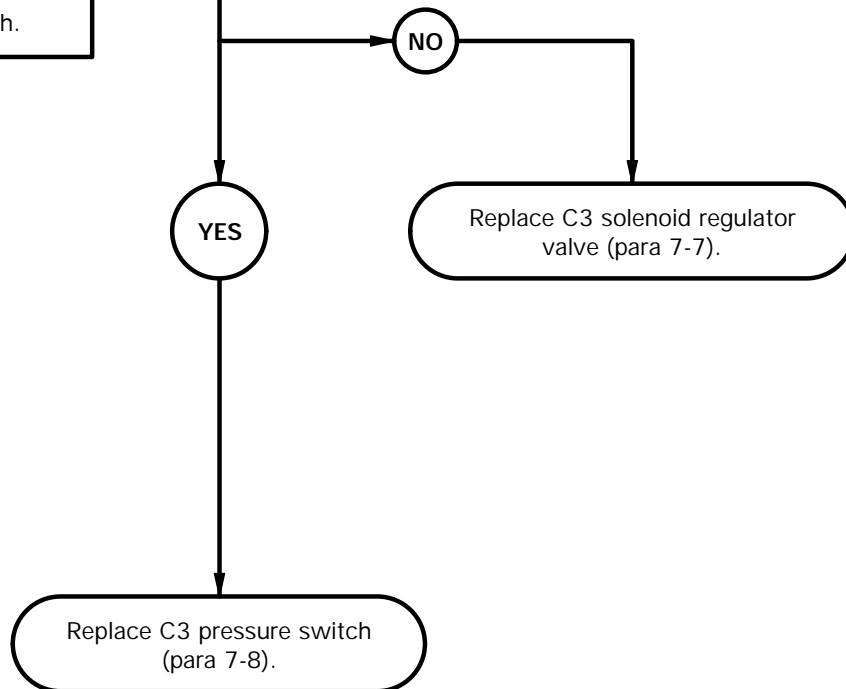 h.
NO
YES
Replace C3 solenoid regulator
valve (para 7-7).
Replace C3 pressure switch
(para 7-8).